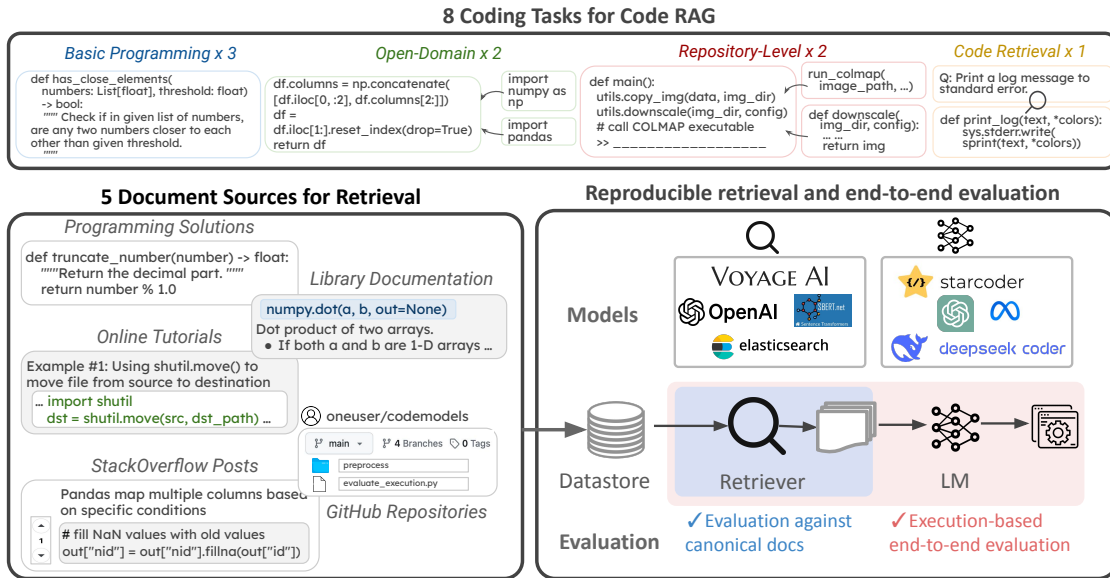 8 Coding Tasks for Code RAG
Basic Programming x 3
def has_close_elements(
numbers: List[float], threshold: float)
-> bool:
""" Check if in given list of numbers,
are any two numbers closer to each
other than given threshold.
"""
Open-Domain x 2
df.columns = np.concatenate(
[df.iloc[0, :2], df.columns[2:]])
df =
df.iloc[1:].reset_index(drop=True)
return df
import
numpy as
np
import
pandas
Repository-Level x 2
def main():
utils.copy_img(data, img_dir)
utils.downscale(img_dir, config)
# call COLMAP executable
>> __________________
run_colmap(
image_path, ...)
def downscale(
img_dir, config):
... ...
return img
Code Retrieval x 1
Q: Print a log message to
standard error.
def print_log(text, *colors):
sys.stderr.write(
sprint(text, *colors))
5 Document Sources for Retrieval
Programming Solutions
def truncate_number(number) -> float:
"""Return the decimal part. """
return number % 1.0
Library Documentation
numpy.dot(a, b, out=None)
Dot product of two arrays.
● If both a and b are 1-D arrays ...
Online Tutorials
Example #1: Using shutil.move() to
move file from source to destination
... import shutil
dst = shutil.move(src, dst_path) ...
oneuser/codemodels
main
4 Branches
0 Tags
preprocess
evaluate_execution.py
GitHub Repositories
StackOverflow Posts
Pandas map multiple columns based
on specific conditions
1
# fill NaN values with old values
out["nid"] = out["nid"].fillna(out["id"])
Reproducible retrieval and end-to-end evaluation
Models
VOYAGE AI
OpenAI
SBERT.net
Sentence Transformers
elasticsearch
{/}
starcoder
deepseek coder
Datastore
Retriever
LM
Evaluation
✓Evaluation against
canonical docs
✓Execution-based
end-to-end evaluation